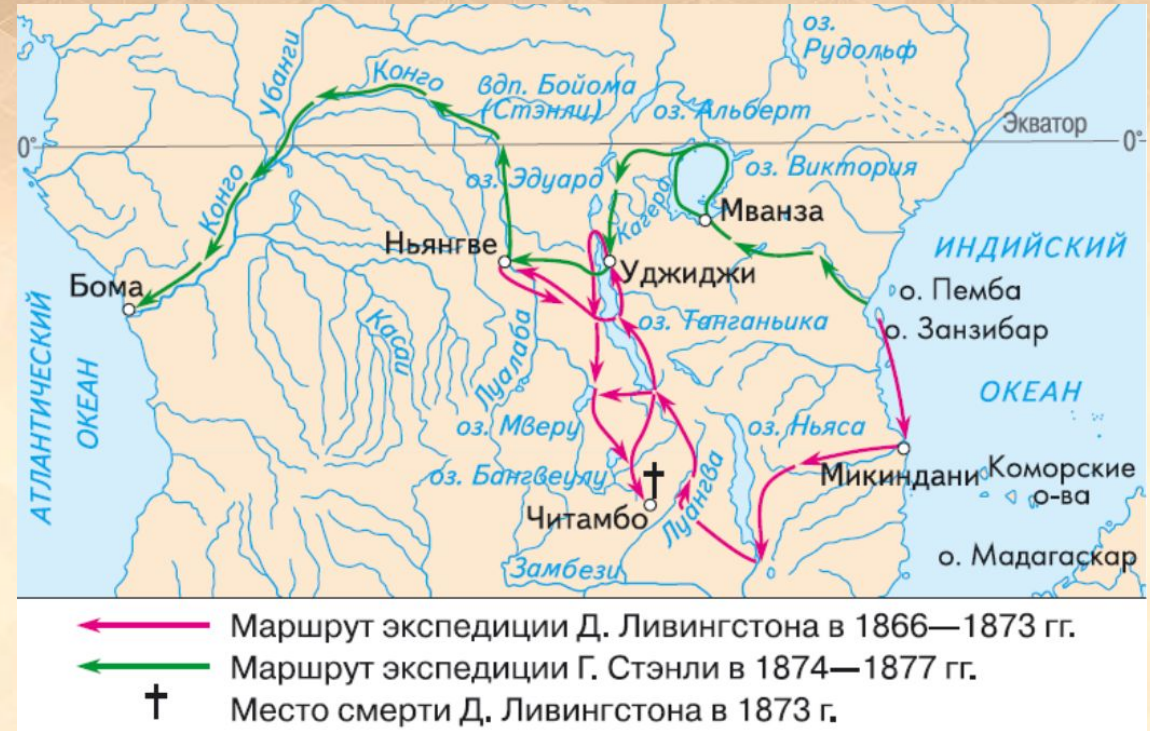 оз.
Рудольф
Убанги
Конго
вдп. Бойома
(Стэнли)
оз. Альберт
Экватор
0°
0°
оз. Эдуард
оз. Виктория
Конго
Кагера
Мванза
Ньянгве
Уджиджи
ИНДИЙСКИЙ
ОКЕАН
Бома
о. Пемба
о. Занзибар
оз. Танганьика
АТЛАНТИЧЕСКИЙ
ОКЕАН
Касаи
Луалаба
оз. Мверу
оз. Ньяса
оз. Бангвеулу
Микиндани
Коморские
о-ва
Читамбо
Луангва
Замбези
о. Мадагаскар
Маршрут экспедиции Д. Ливингстона в 1866—1873 гг.
Маршрут экспедиции Г. Стэнли в 1874—1877 гг.
Место смерти Д. Ливингстона в 1873 г.